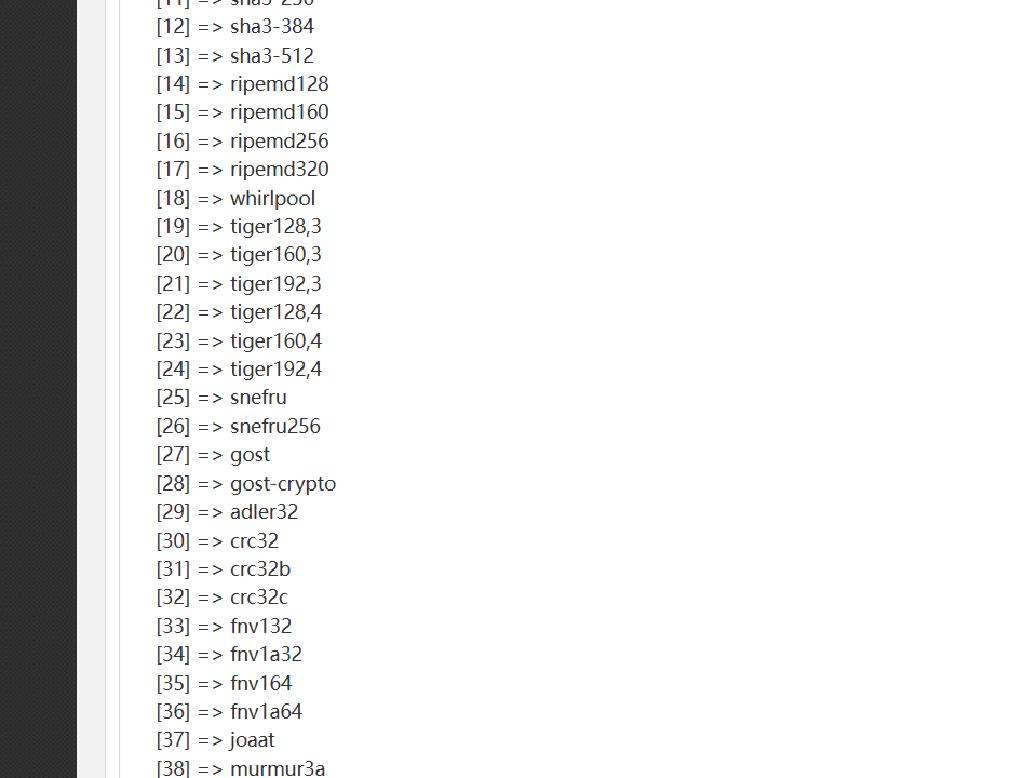 [11] => sha3-256
[12] => sha3-384
[13] => sha3-512
[14] => ripemd128
[15] => ripemd160
[16] => ripemd256
[17] => ripemd320
[18] => whirlpool
[19] => tiger128,3
[20] => tiger160,3
[21] => tiger192,3
[22] => tiger128,4
[23] => tiger160,4
[24] => tiger192,4
[25] => snefru
[26] => snefru256
[27] => gost
[28] => gost-crypto
[29] => adler32
[30] => crc32
[31] => crc32b
[32] => crc32c
[33] => fnv132
[34] => fnv1a32
[35] => fnv164
[36] => fnv1a64
[37] => joaat
[38] => murmur3a